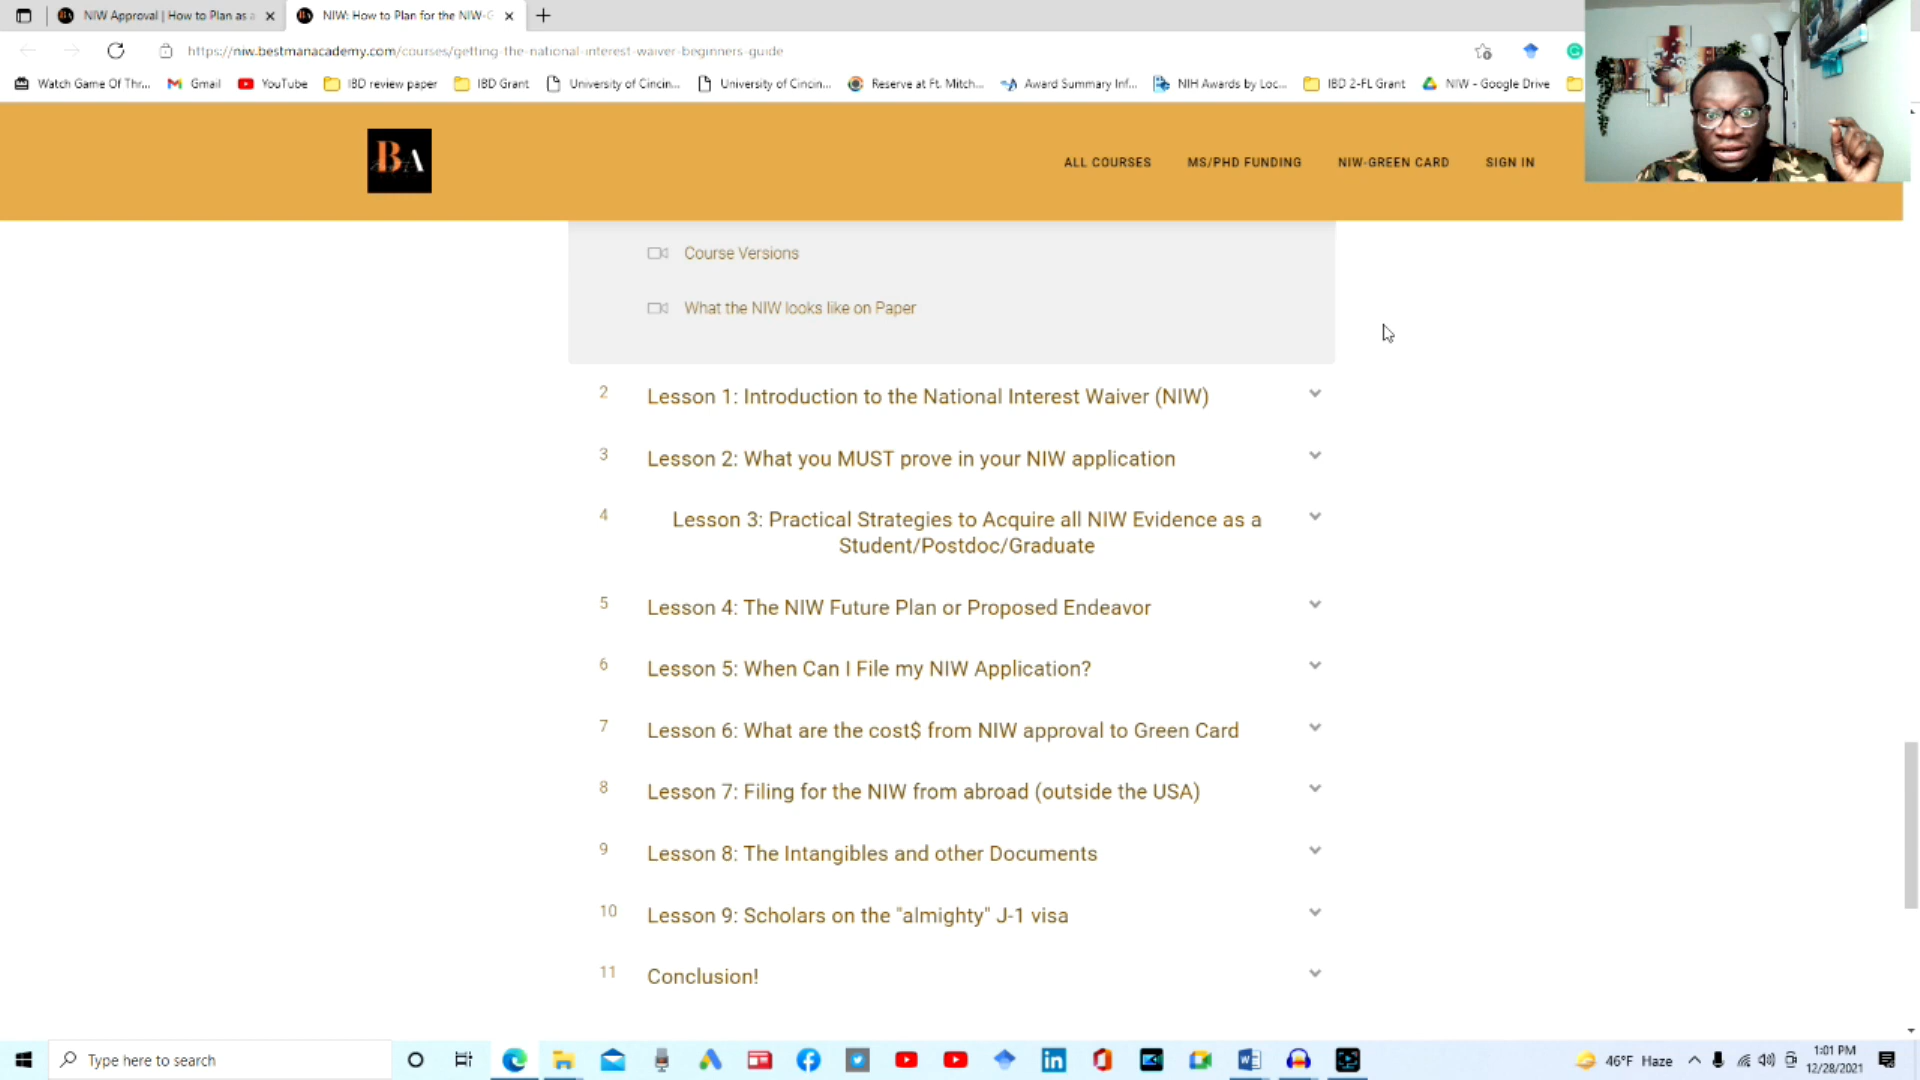 NIW Approval | How to Plan as a
NIW: How to Plan for the NIW-G
https://niw.bestmanacademy.com/courses/getting-the-national-interest-waiver-beginners-guide
Watch Game Of Thr...
Gmail
YouTube
IBD review paper
IBD Grant
University of Cincin...
University of Cincin...
Reserve at Ft. Mitch...
Award Summary Inf...
NIH Awards by Loc...
IBD 2-FL Grant
NIW - Google Drive
BA
ALL COURSES
MS/PHD FUNDING
NIW-GREEN CARD
SIGN IN
Course Versions
What the NIW looks like on Paper
2 Lesson 1: Introduction to the National Interest Waiver (NIW)
3 Lesson 2: What you MUST prove in your NIW application
4 Lesson 3: Practical Strategies to Acquire all NIW Evidence as a
Student/Postdoc/Graduate
5 Lesson 4: The NIW Future Plan or Proposed Endeavor
6 Lesson 5: When Can I File my NIW Application?
7 Lesson 6: What are the cost$ from NIW approval to Green Card
8 Lesson 7: Filing for the NIW from abroad (outside the USA)
9 Lesson 8: The Intangibles and other Documents
10 Lesson 9: Scholars on the "almighty" J-1 visa
11 Conclusion!
Type here to search
46°F Haze
1:01 PM
12/28/2021